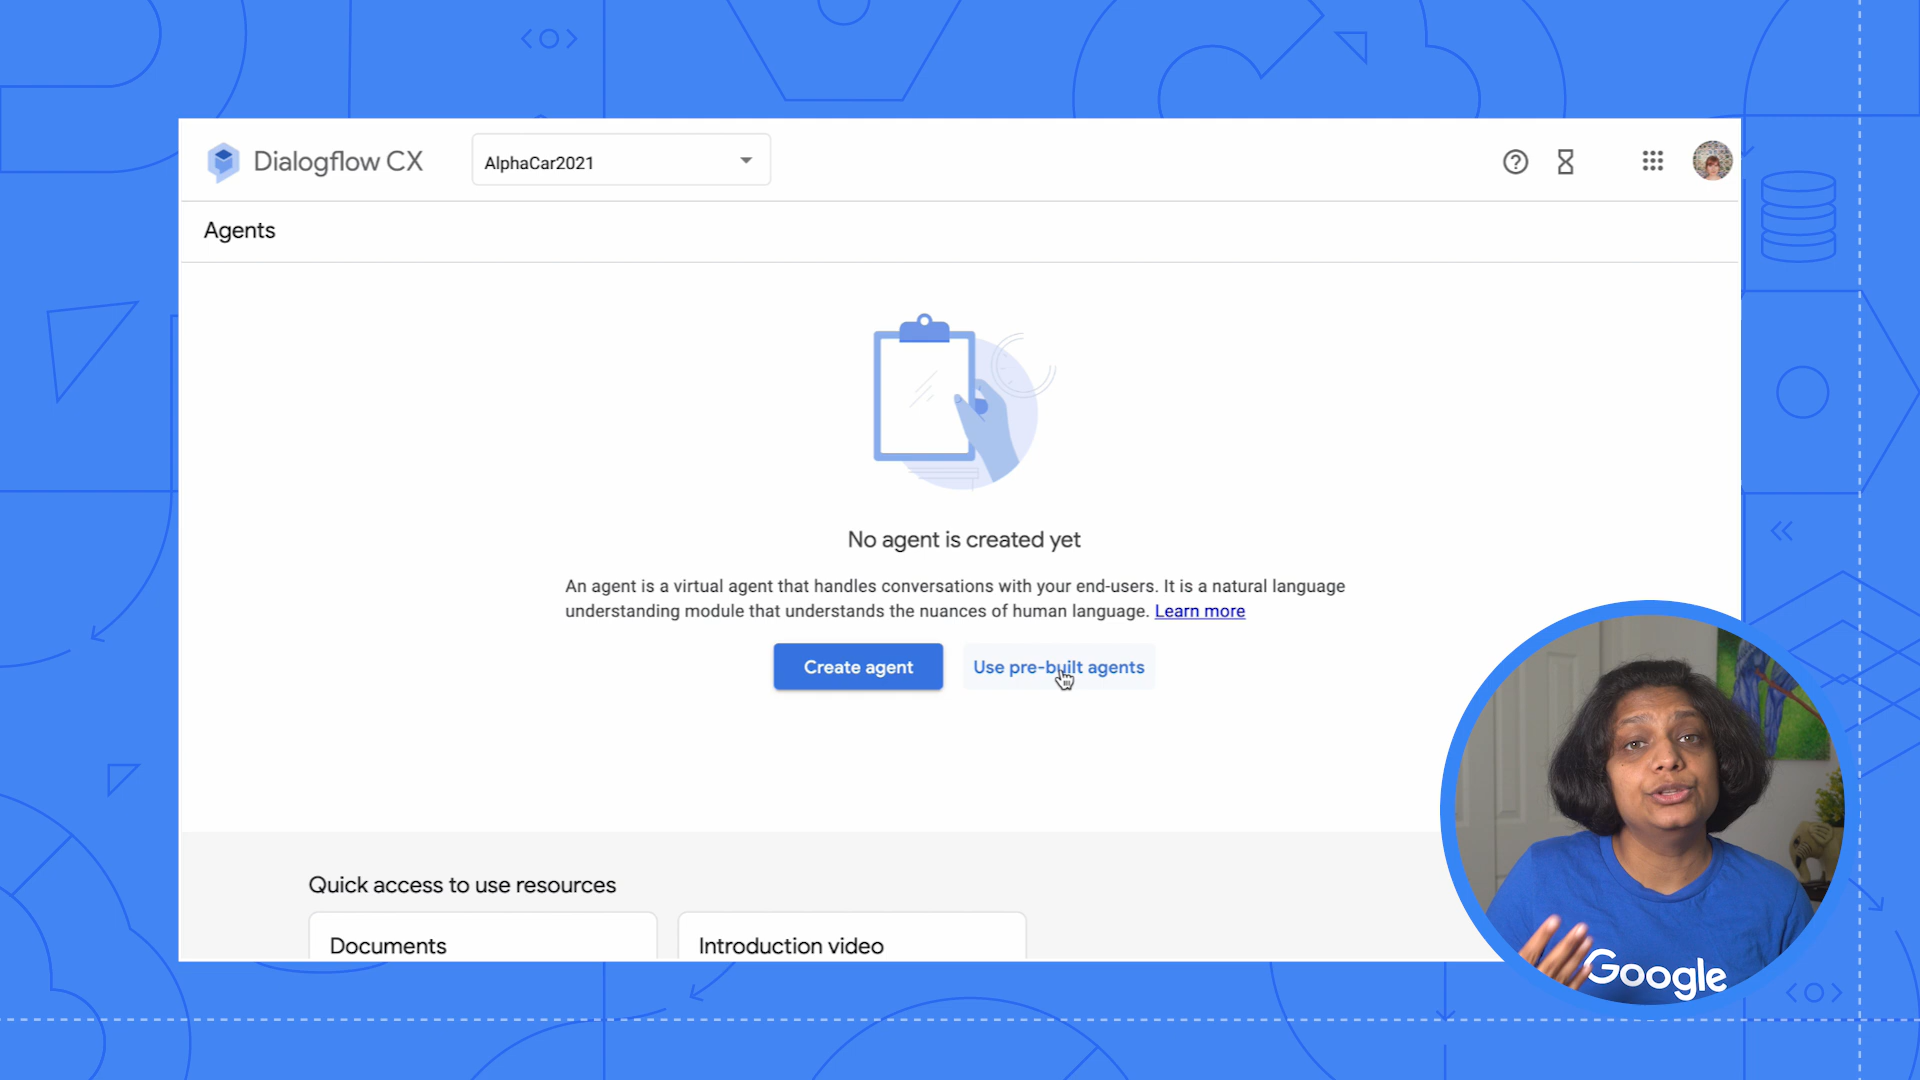 Dialogflow CX
AlphaCar2021
Agents
No agent is created yet
An agent is a virtual agent that handles conversations with your end-users. It is a natural language
understanding module that understands the nuances of human language. Learn more
Create agent
Use pre-built agents
Quick access to use resources
Documents
Introduction video
Google